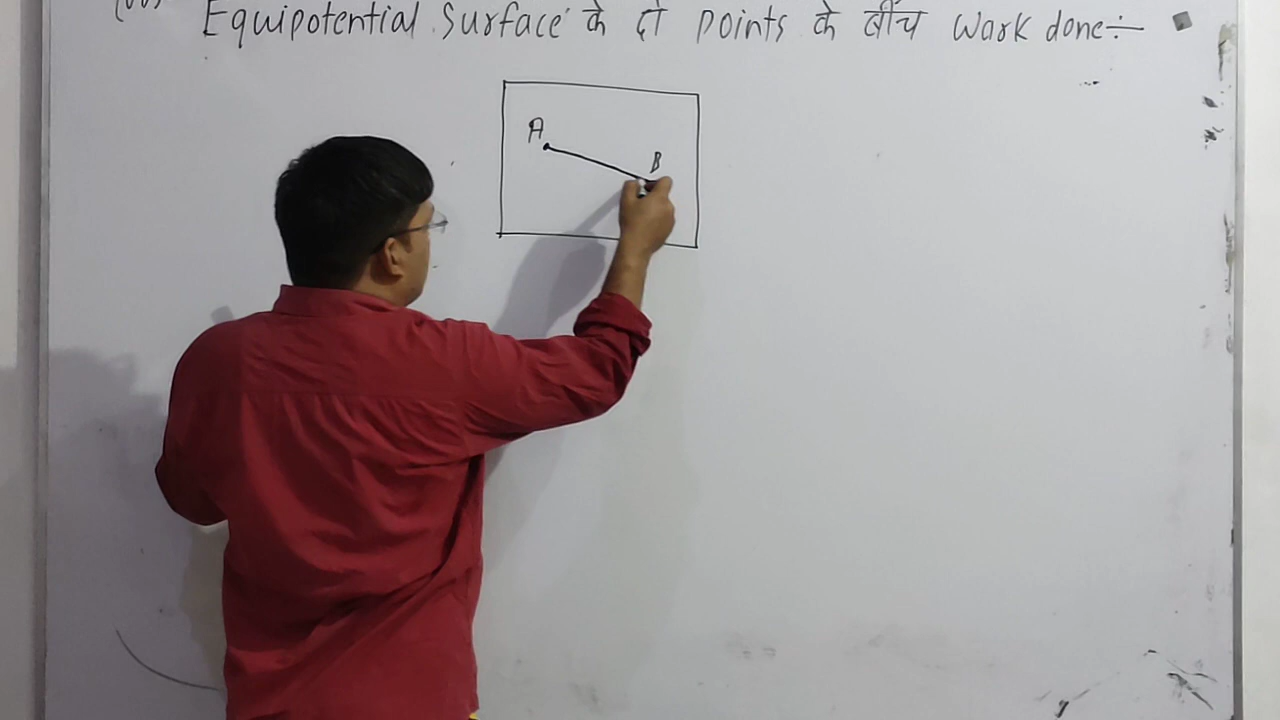 Equipotential Surface के दो points के बीच Work done:-
A
B